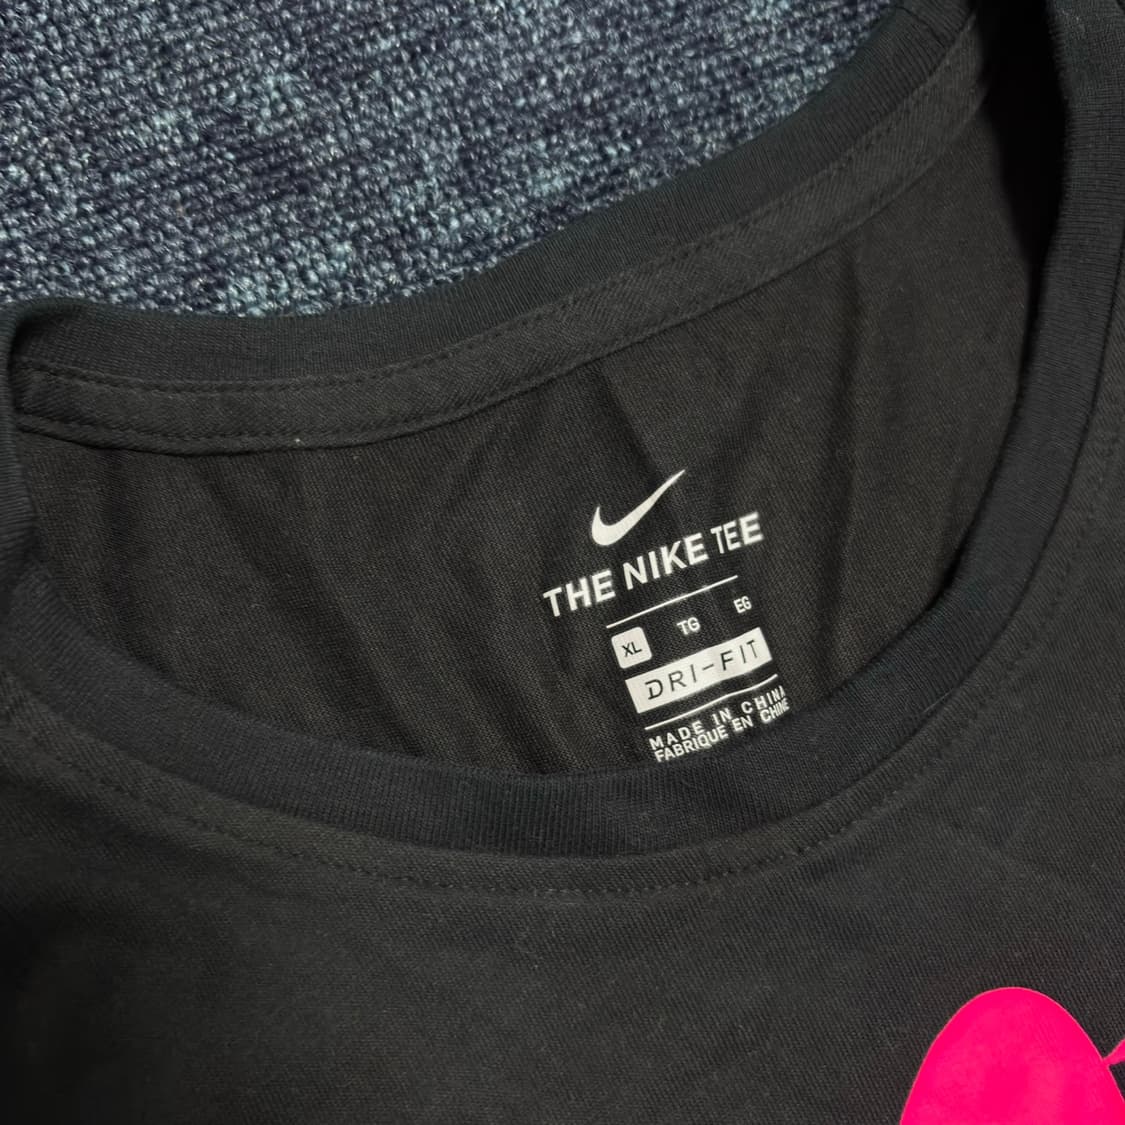 THE NIKE TEE
XL TG EG
DRI-FIT
MADE IN CHINA
FABRIQUE EN CHINE